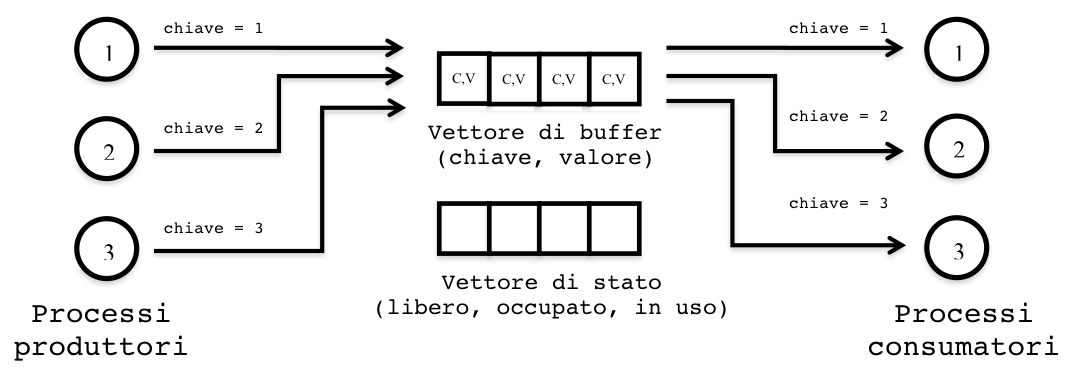 chiave = 1
1
chiave = 2
2
chiave = 3
3
Processi
produttori
C,V C,V C,V C,V
Vettore di buffer
(chiave, valore)
Vettore di stato
(libero, occupato, in uso)
chiave = 1
1
chiave = 2
2
chiave = 3
3
Processi
consumatori